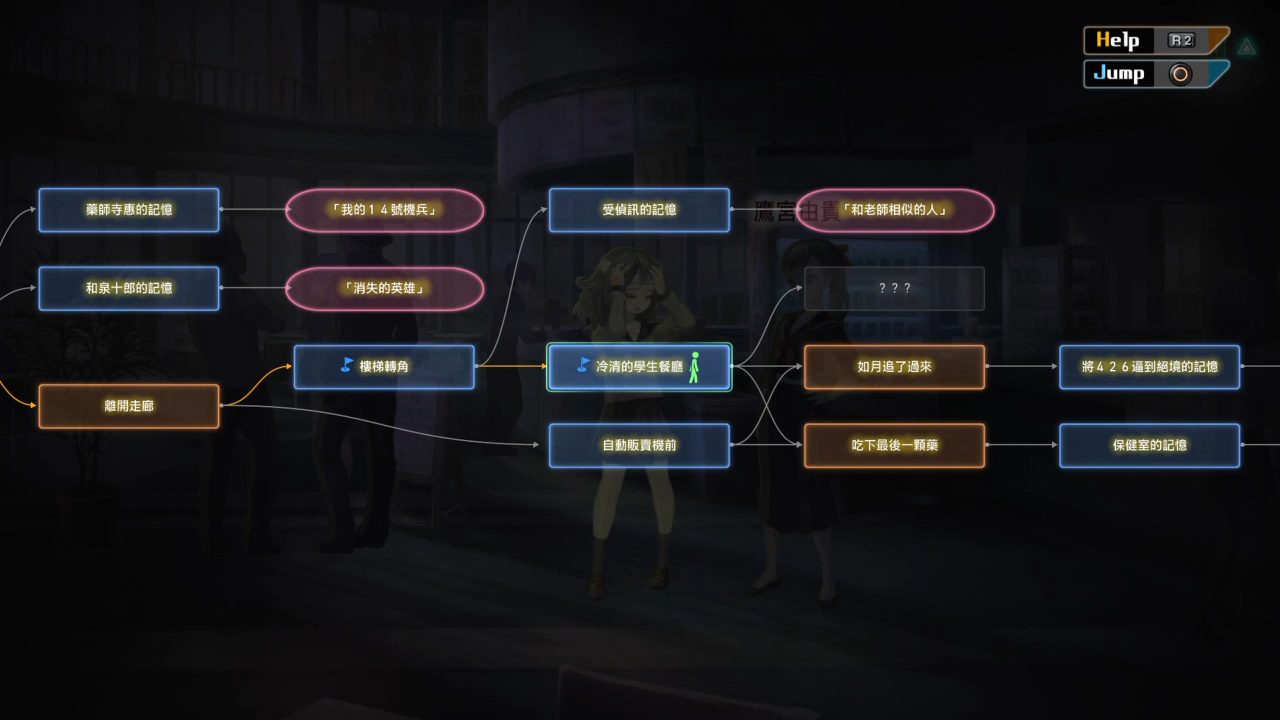 Help R2
Jump
藥師寺惠的記憶
「我的１４號機兵」
受偵訊的記憶
鷹宮由貴
「和老師相似的人」
和泉十郎的記憶
「消失的英雄」
？？？
樓梯轉角
冷清的學生餐廳
如月追了過來
將４２６逼到絕境的記憶
離開走廊
自動販賣機前
吃下最後一顆藥
保健室的記憶